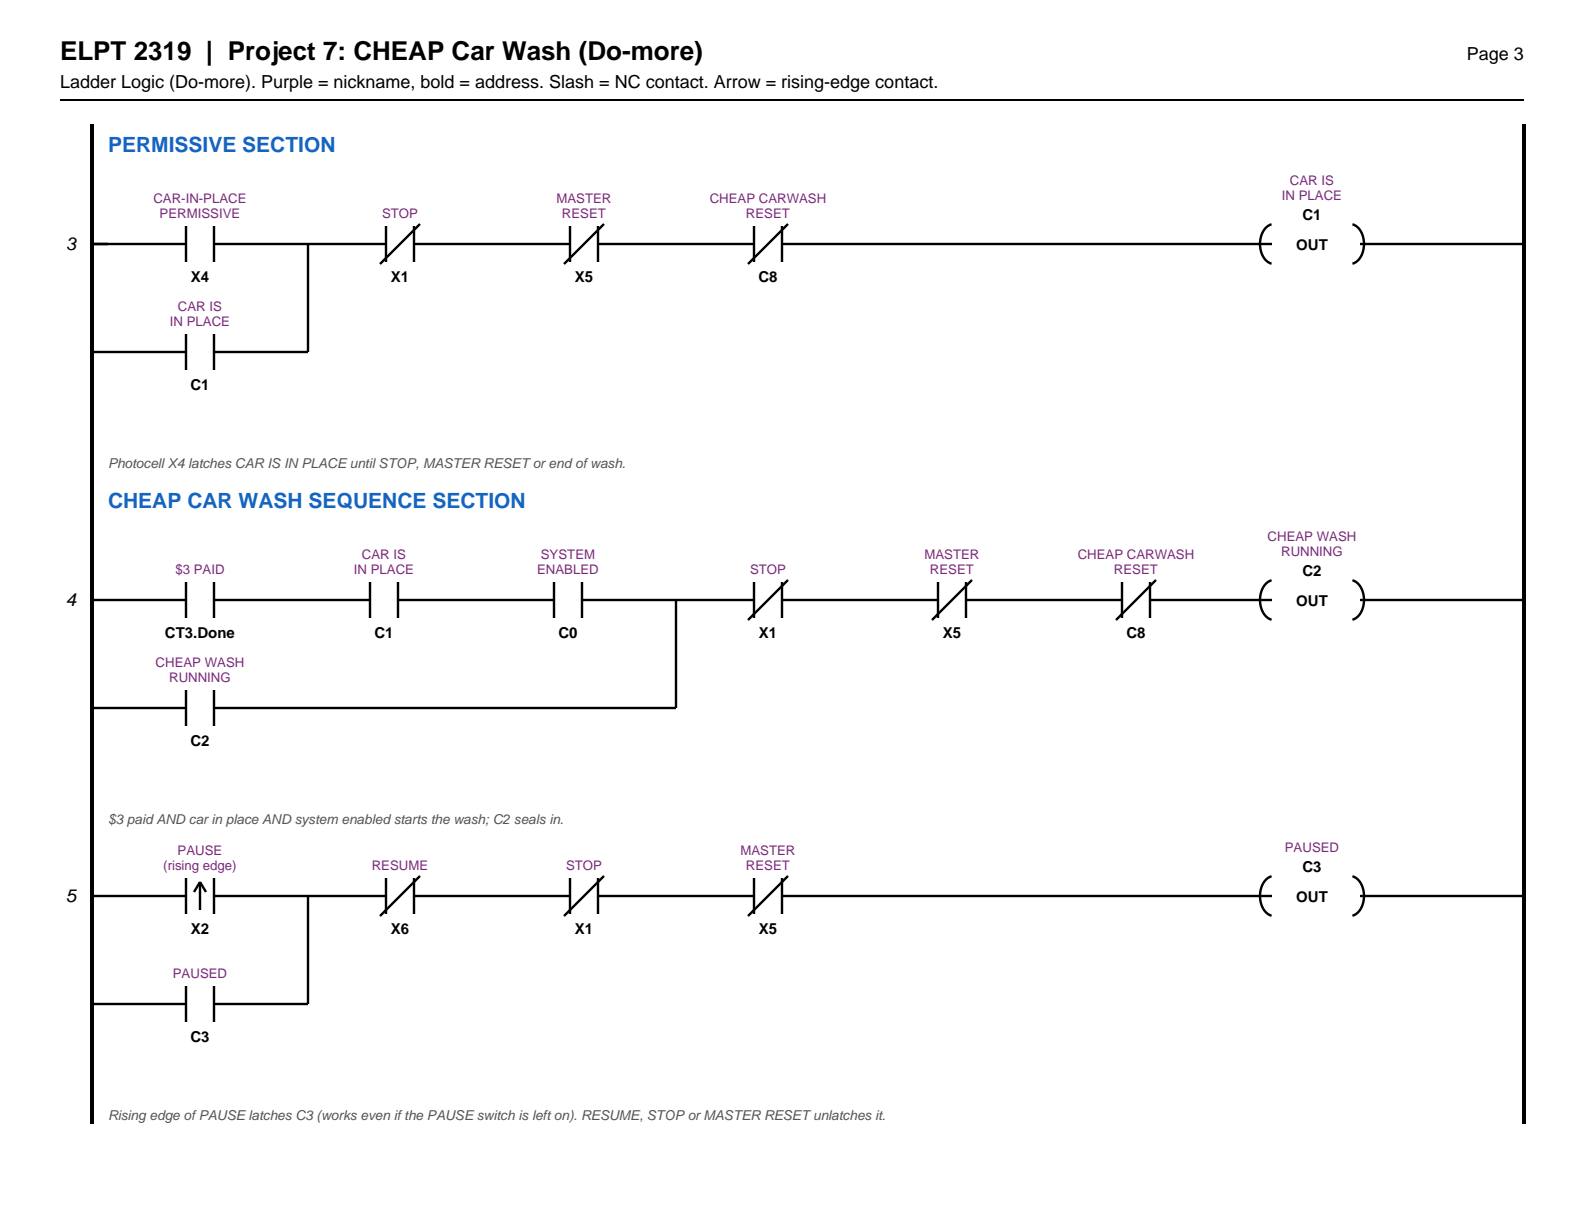 ELPT 2319 | Project 7: CHEAP Car Wash (Do-more)
Page 3
Ladder Logic (Do-more). Purple = nickname, bold = address. Slash = NC contact. Arrow = rising-edge contact.
PERMISSIVE SECTION
CAR-IN-PLACE
PERMISSIVE
STOP
MASTER
RESET
CHEAP CARWASH
RESET
CAR IS
IN PLACE
C1
3
OUT
X4
X1
X5
C8
CAR IS
IN PLACE
C1
Photocell X4 latches CAR IS IN PLACE until STOP, MASTER RESET or end of wash.
CHEAP CAR WASH SEQUENCE SECTION
$3 PAID
CAR IS
IN PLACE
SYSTEM
ENABLED
STOP
MASTER
RESET
CHEAP CARWASH
RESET
CHEAP WASH
RUNNING
C2
4
OUT
CT3.Done
C1
C0
X1
X5
C8
CHEAP WASH
RUNNING
C2
$3 paid AND car in place AND system enabled starts the wash; C2 seals in.
PAUSE
(rising edge)
RESUME
STOP
MASTER
RESET
PAUSED
C3
5
OUT
X2
X6
X1
X5
PAUSED
C3
Rising edge of PAUSE latches C3 (works even if the PAUSE switch is left on). RESUME, STOP or MASTER RESET unlatches it.